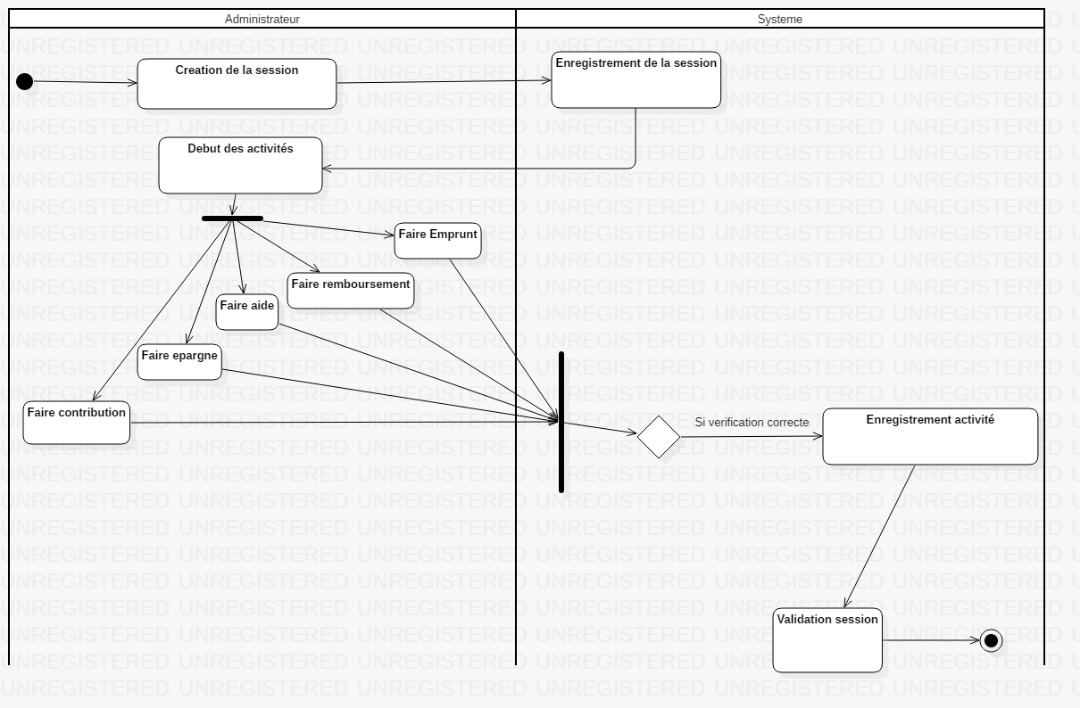 Administrateur
Systeme
Creation de la session
Enregistrement de la session
Debut des activités
Faire Emprunt
Faire remboursement
Faire aide
Faire epargne
Faire contribution
Si verification correcte
Enregistrement activité
Validation session
UNREGISTERED UNREGISTERED UNREGISTERED UNREGISTERED UNREGISTERED UNREGISTERED